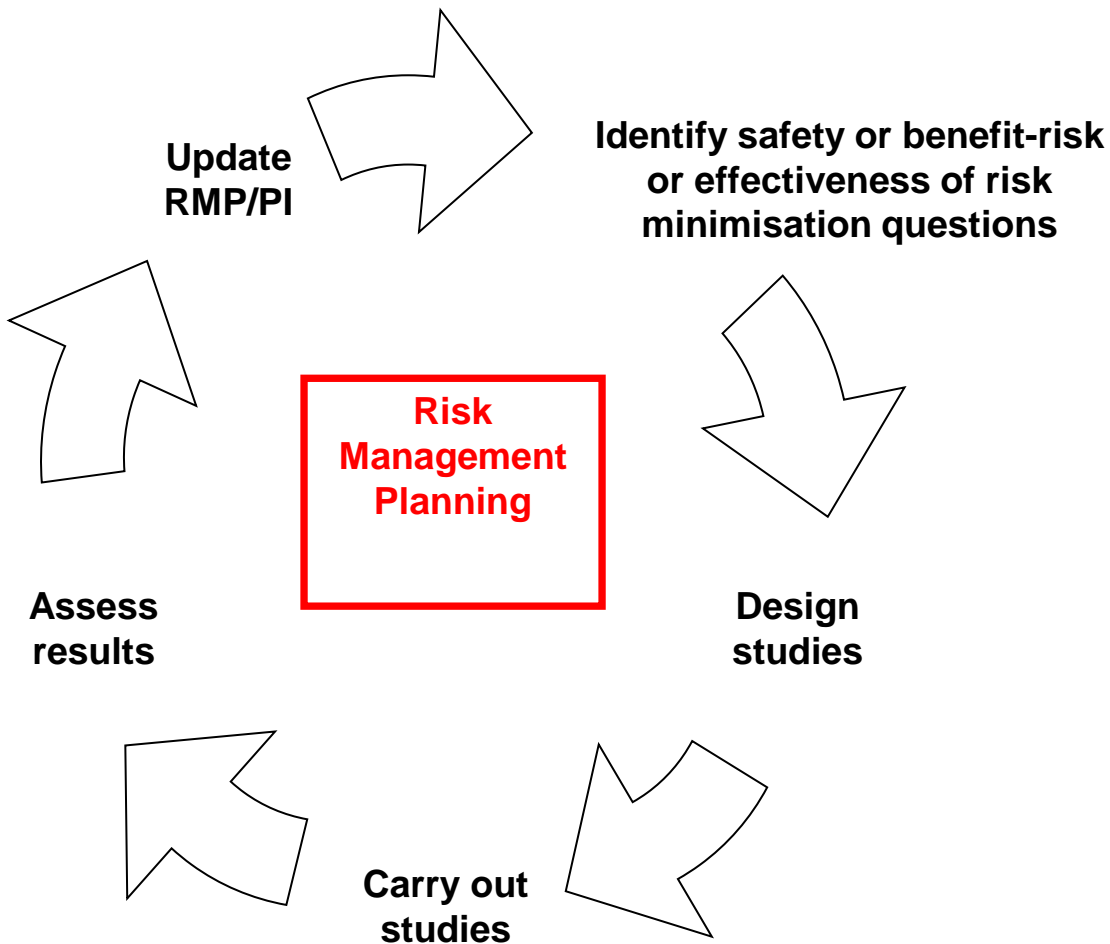 Update
RMP/PI
Identify safety or benefit-risk
or effectiveness of risk
minimisation questions
Risk
Management
Planning
Assess
results
Design
studies
Carry out
studies